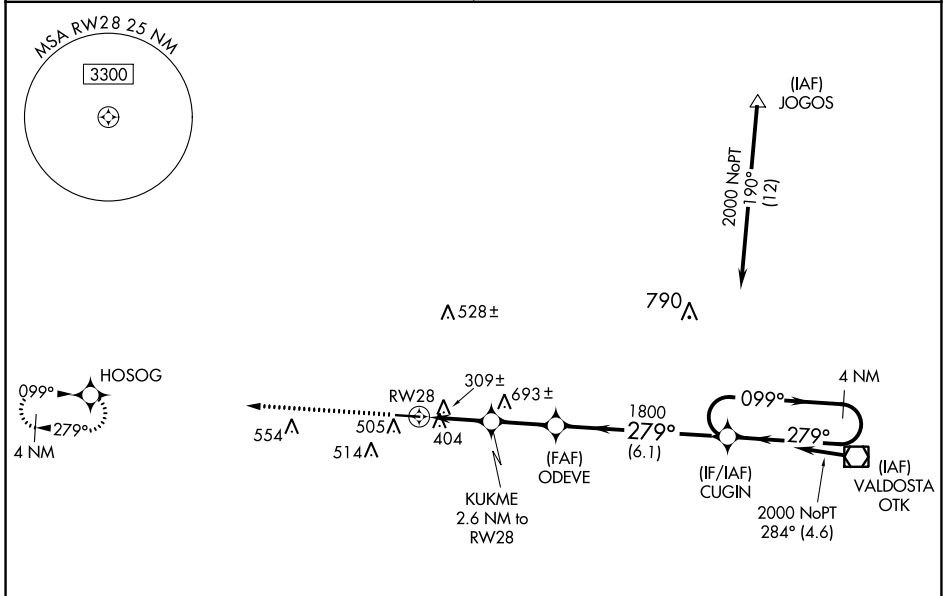 MSA RW28 25 NM
3300
(IAF)
JOGOS
2000 NoPT
190°
(12)
790
528±
HOSOG
099°
279°
4 NM
RW28
309±
693±
554
505
404
514
(FAF)
ODEVE
KUKME
2.6 NM to
RW28
1800
279°
(6.1)
099°
4 NM
279°
(IF/IAF)
CUGIN
(IAF)
VALDOSTA
OTK
2000 NoPT
284° (4.6)